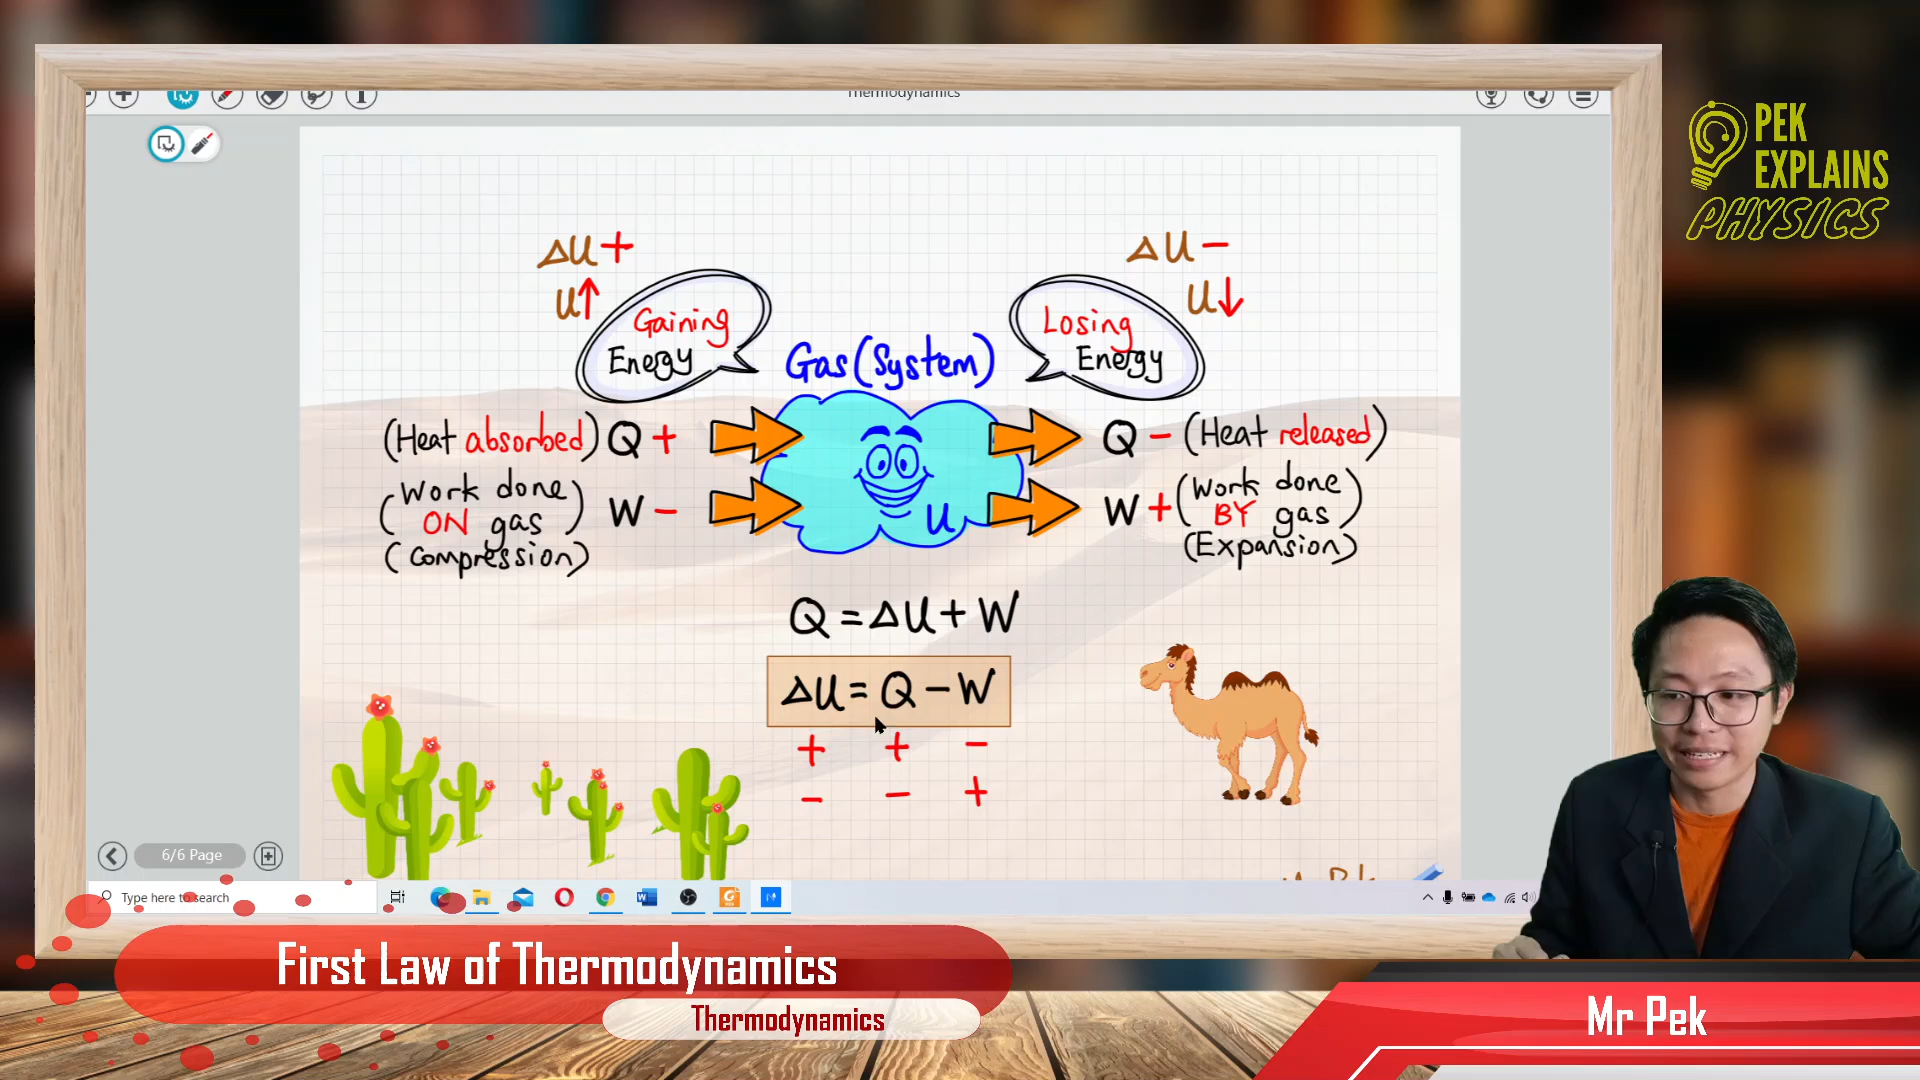 Thermodynamics
PEK
EXPLAINS
PHYSICS
ΔU+
U↑
ΔU−
U↓
Gaining
Energy
Losing
Energy
Gas (System)
(Heat absorbed) Q +
Q − (Heat released)
(Work done
ON gas)
W −
(Compression)
U
W + (Work done
BY gas)
(Expansion)
Q = ΔU + W
ΔU = Q − W
+ + −
− − +
6/6 Page
Type here to search
First Law of Thermodynamics
Thermodynamics
Mr Pek